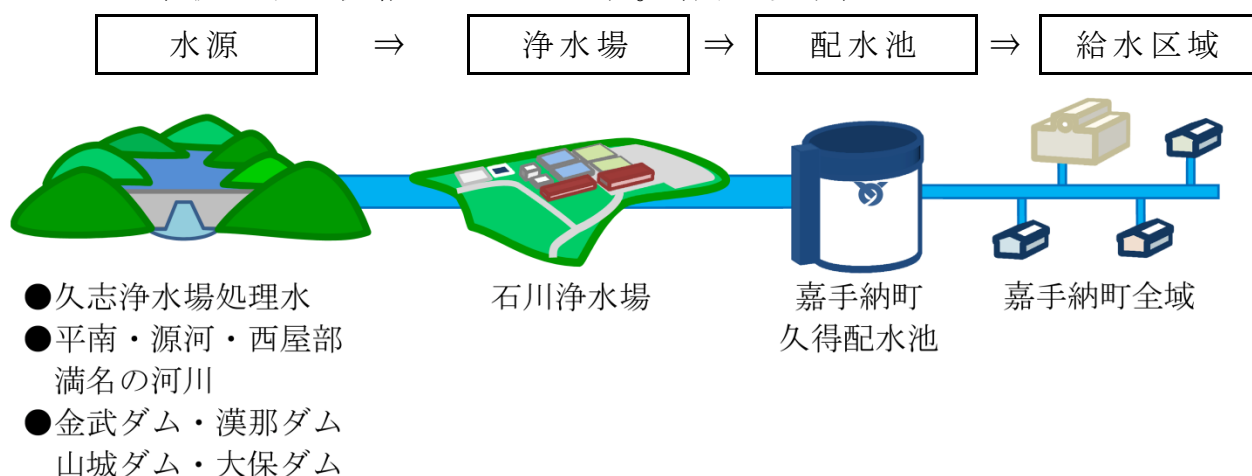 水源 ⇒ 浄水場 ⇒ 配水池 ⇒ 給水区域
●久志浄水場処理水
●平南・源河・西屋部
満名の河川
●金武ダム・漢那ダム
山城ダム・大保ダム
石川浄水場
嘉手納町
久得配水池
嘉手納町全域